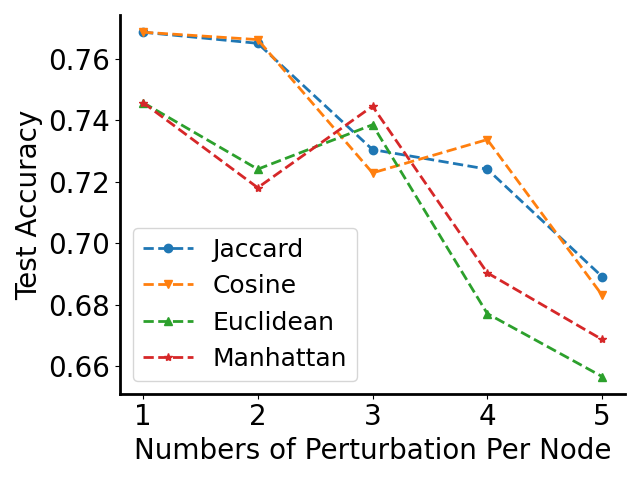 Test Accuracy
0.76
0.74
0.72
0.70
0.68
0.66
Jaccard
Cosine
Euclidean
Manhattan
1 2 3 4 5
Numbers of Perturbation Per Node